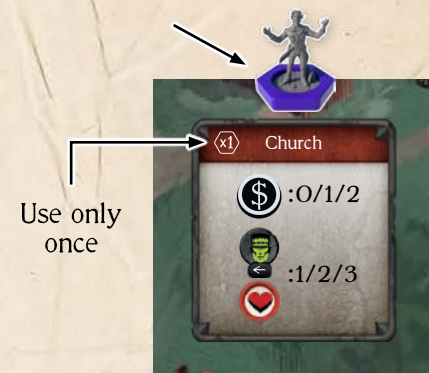 x1 Church
$ :0/1/2
:1/2/3
Use only
once